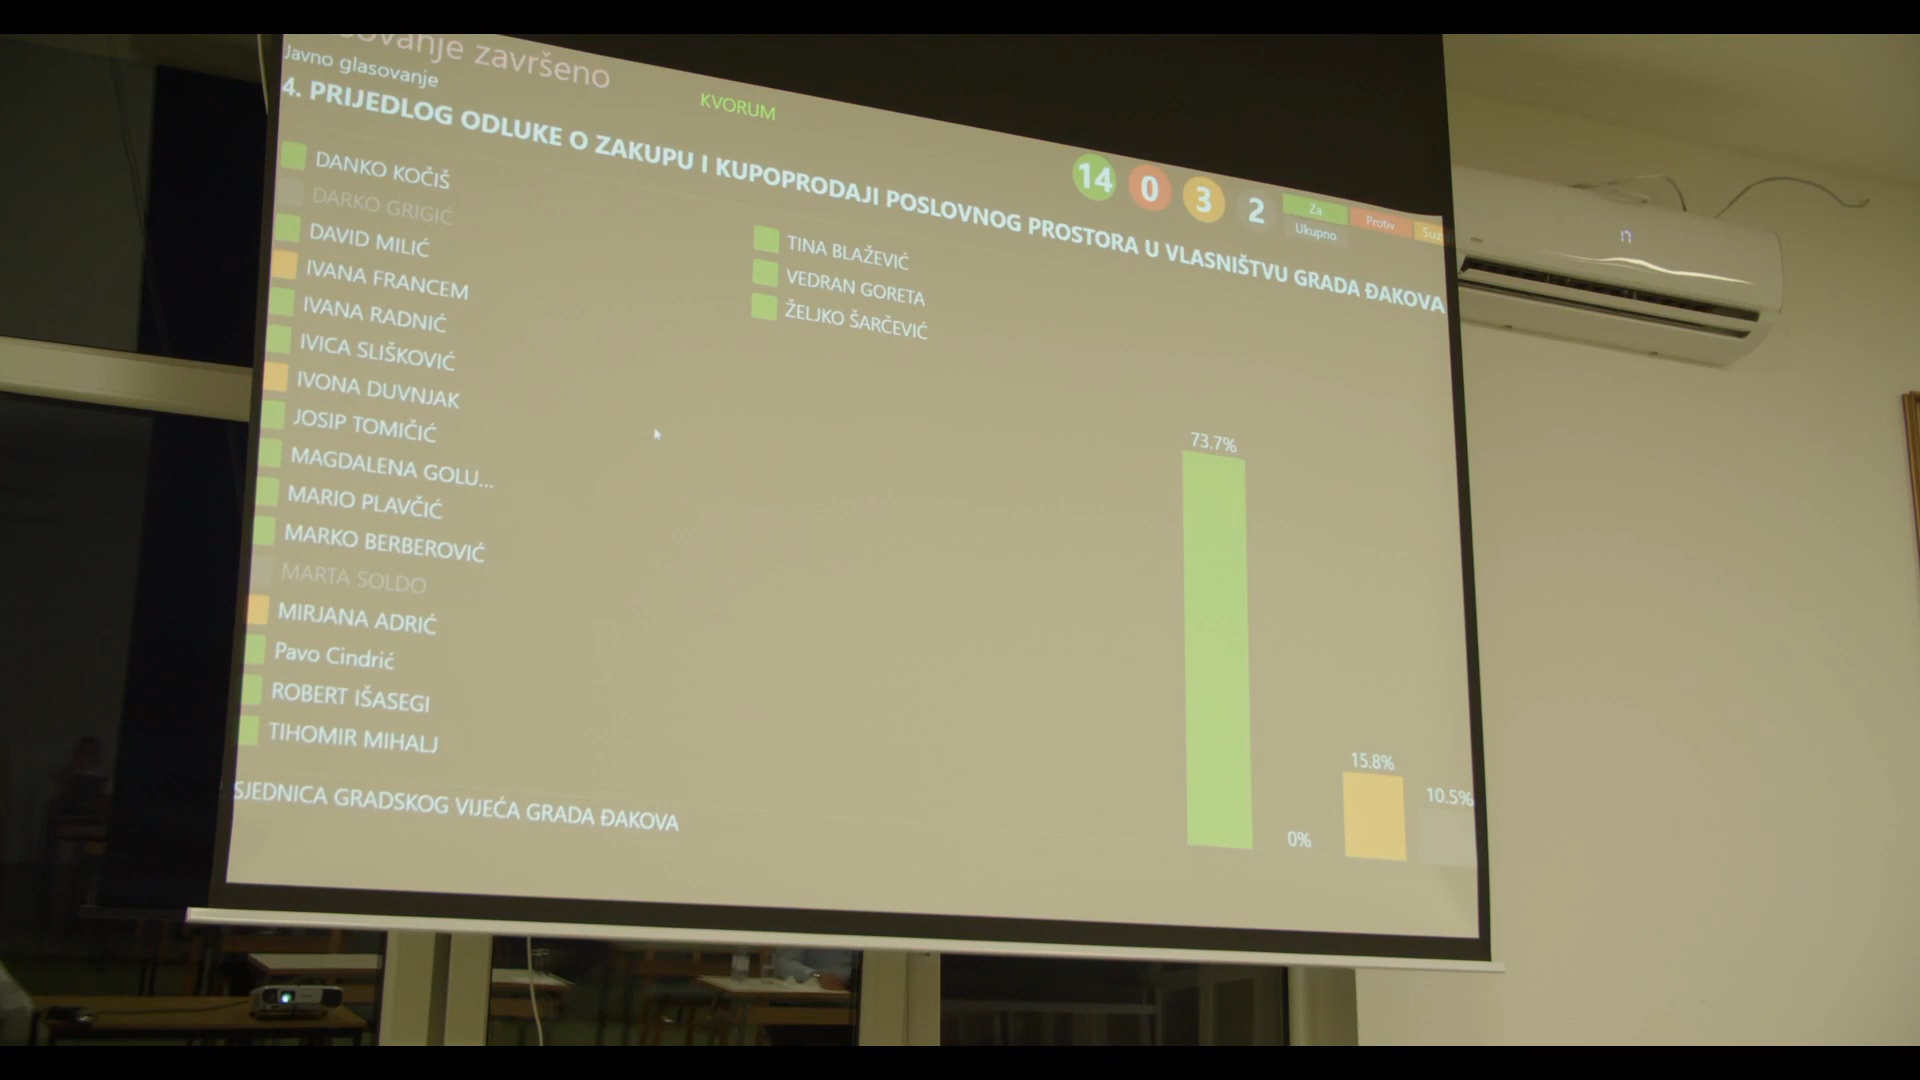 završeno
Javno glasovanje
KVORUM
4. PRIJEDLOG ODLUKE O ZAKUPU I KUPOPRODAJI POSLOVNOG PROSTORA U VLASNIŠTVU GRADA ĐAKOVA
14 0 3 2
Za Protiv
Ukupno
DANKO KOČIŠ
DARKO GRIGIĆ
DAVID MILIĆ
IVANA FRANCEM
IVANA RADNIĆ
IVICA SLIŠKOVIĆ
IVONA DUVNJAK
JOSIP TOMIČIĆ
MAGDALENA GOLU...
MARIO PLAVČIĆ
MARKO BERBEROVIĆ
MARTA SOLDO
MIRJANA ADRIĆ
Pavo Cindrić
ROBERT IŠASEGI
TIHOMIR MIHALJ
TINA BLAŽEVIĆ
VEDRAN GORETA
ŽELJKO ŠARČEVIĆ
73.7%
0%
15.8%
10.5%
SJEDNICA GRADSKOG VIJEĆA GRADA ĐAKOVA
17